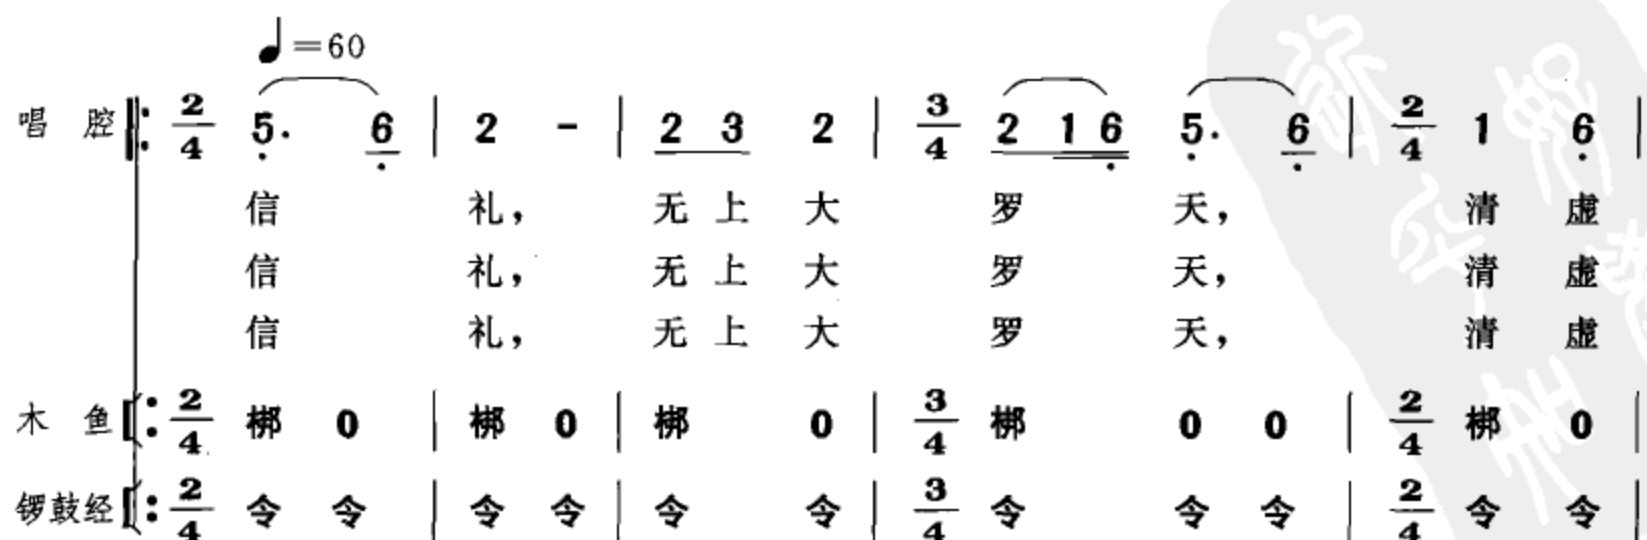 ♩=60
唱 腔 2/4 5. 6 | 2 - | 2 3 2 | 3/4 2 1 6 5. 6 | 2/4 1 6 |
信 礼， 无 上 大 罗 天， 清 虚
信 礼， 无 上 大 罗 天， 清 虚
信 礼， 无 上 大 罗 天， 清 虚
木 鱼 2/4 梆 0 | 梆 0 | 梆 0 | 3/4 梆 0 0 | 2/4 梆 0 |
锣鼓经 2/4 令 令 | 令 令 | 令 令 | 3/4 令 令 令 | 2/4 令 令 |